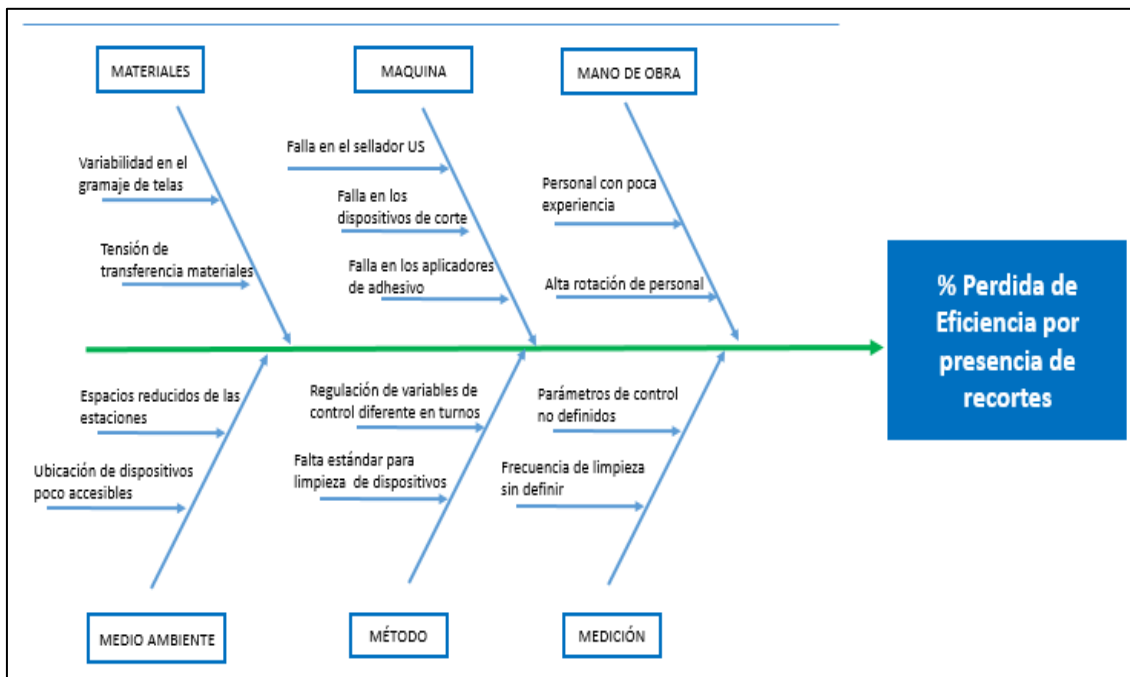 MATERIALES
MAQUINA
MANO DE OBRA
Variabilidad en el
gramaje de telas
Tensión de
transferencia materiales
Falla en el sellador US
Falla en los
dispositivos de corte
Falla en los aplicadores
de adhesivo
Personal con poca
experiencia
Alta rotación de personal
% Perdida de
Eficiencia por
presencia de
recortes
Espacios reducidos de las
estaciones
Ubicación de dispositivos
poco accesibles
Regulación de variables de
control diferente en turnos
Falta estándar para
limpieza de dispositivos
Parámetros de control
no definidos
Frecuencia de limpieza
sin definir
MEDIO AMBIENTE
MÉTODO
MEDICIÓN